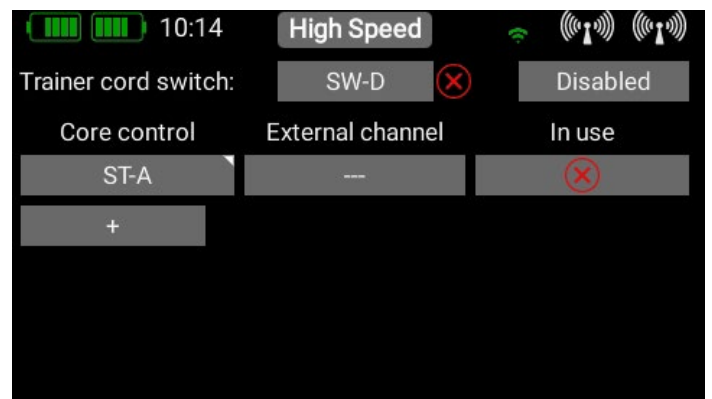 10:14 High Speed
Trainer cord switch: SW-D Disabled
Core control External channel In use
ST-A ---
+